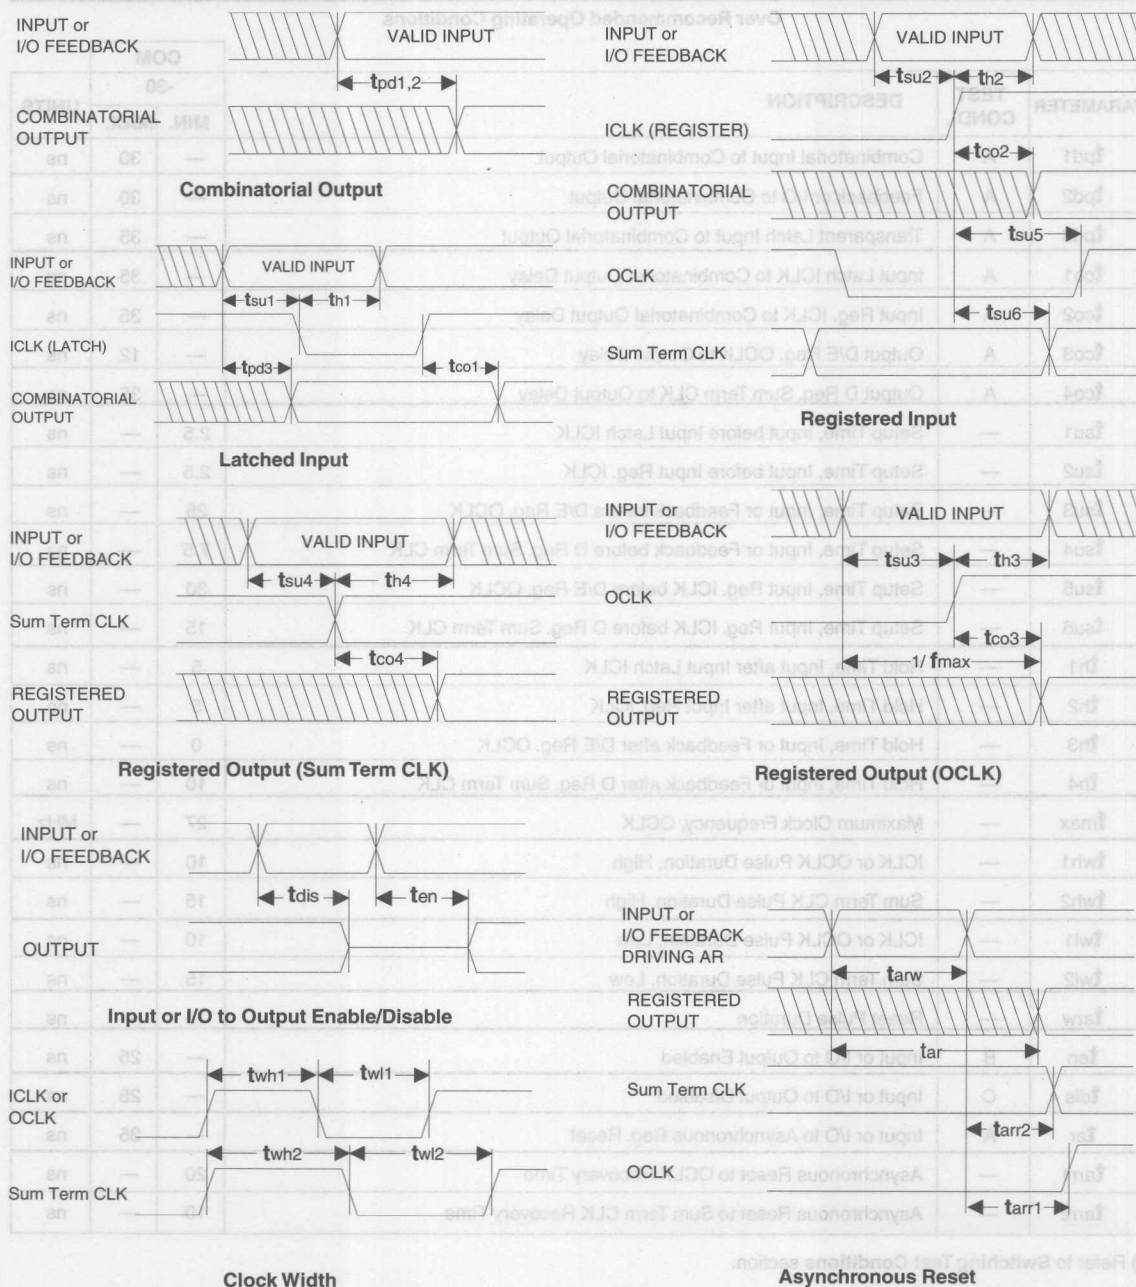 INPUT or
I/O FEEDBACK
VALID INPUT
tpd1,2
COMBINATORIAL
OUTPUT
Combinatorial Output
INPUT or
I/O FEEDBACK
VALID INPUT
tsu2
th2
ICLK (REGISTER)
tco2
COMBINATORIAL
OUTPUT
tsu5
OCLK
tsu6
Sum Term CLK
Registered Input
INPUT or
I/O FEEDBACK
VALID INPUT
tsu1
th1
ICLK (LATCH)
tpd3
tco1
COMBINATORIAL
OUTPUT
Latched Input
INPUT or
I/O FEEDBACK
VALID INPUT
tsu4
th4
Sum Term CLK
tco4
REGISTERED
OUTPUT
Registered Output (Sum Term CLK)
INPUT or
I/O FEEDBACK
VALID INPUT
tsu3
th3
OCLK
tco3
1/ fmax
REGISTERED
OUTPUT
Registered Output (OCLK)
INPUT or
I/O FEEDBACK
tdis
ten
OUTPUT
Input or I/O to Output Enable/Disable
INPUT or
I/O FEEDBACK
DRIVING AR
tarw
REGISTERED
OUTPUT
tar
Sum Term CLK
tarr2
OCLK
tarr1
Asynchronous Reset
twh1
twl1
ICLK or
OCLK
twh2
twl2
Sum Term CLK
Clock Width